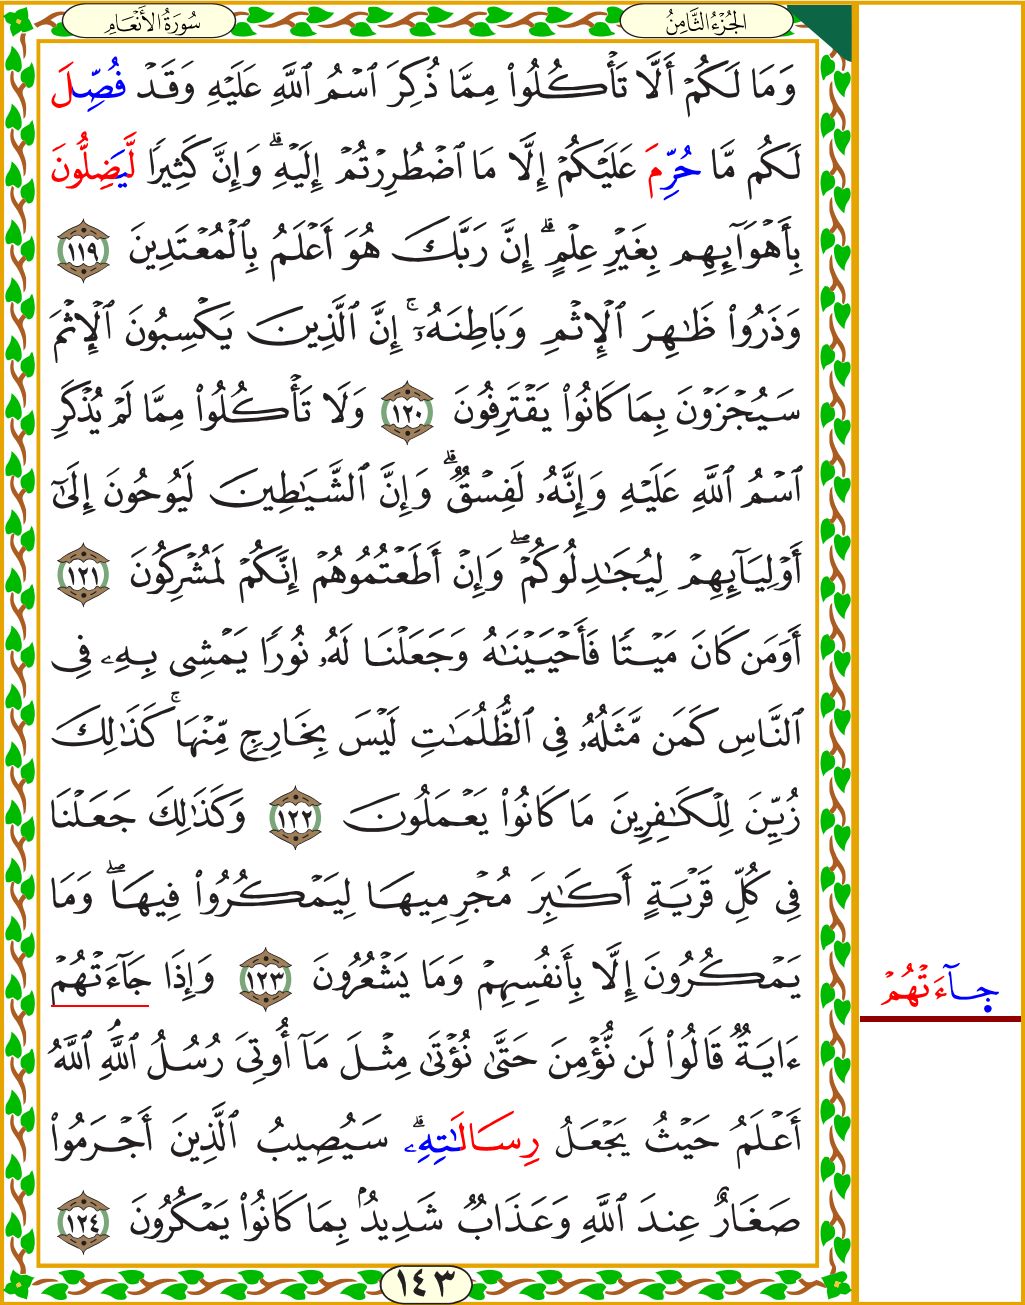 سُورَةُ الأَنْعَامِ
الجُزْءُ الثَّامِنُ
وَمَا لَكُمْ أَلَّا تَأْكُلُوا۟ مِمَّا ذُكِرَ ٱسْمُ ٱللَّهِ عَلَيْهِ وَقَدْ فُصِّلَ
لَكُم مَّا حُرِّمَ عَلَيْكُمْ إِلَّا مَا ٱضْطُرِرْتُمْ إِلَيْهِ ۗ وَإِنَّ كَثِيرًا لَّيَضِلُّونَ
بِأَهْوَآئِهِم بِغَيْرِ عِلْمٍ ۗ إِنَّ رَبَّكَ هُوَ أَعْلَمُ بِٱلْمُعْتَدِينَ ١١٩
وَذَرُوا۟ ظَـٰهِرَ ٱلْإِثْمِ وَبَاطِنَهُۥٓ ۚ إِنَّ ٱلَّذِينَ يَكْسِبُونَ ٱلْإِثْمَ
سَيُجْزَوْنَ بِمَا كَانُوا۟ يَقْتَرِفُونَ ١٢٠ وَلَا تَأْكُلُوا۟ مِمَّا لَمْ يُذْكَرِ
ٱسْمُ ٱللَّهِ عَلَيْهِ وَإِنَّهُۥ لَفِسْقٌ ۗ وَإِنَّ ٱلشَّيَـٰطِينَ لَيُوحُونَ إِلَىٰٓ
أَوْلِيَآئِهِمْ لِيُجَـٰدِلُوكُمْ ۖ وَإِنْ أَطَعْتُمُوهُمْ إِنَّكُمْ لَمُشْرِكُونَ ١٢١
أَوَمَن كَانَ مَيْتًا فَأَحْيَيْنَـٰهُ وَجَعَلْنَا لَهُۥ نُورًا يَمْشِى بِهِۦ فِى
ٱلنَّاسِ كَمَن مَّثَلُهُۥ فِى ٱلظُّلُمَـٰتِ لَيْسَ بِخَارِجٍ مِّنْهَا ۚ كَذَٰلِكَ
زُيِّنَ لِلْكَـٰفِرِينَ مَا كَانُوا۟ يَعْمَلُونَ ١٢٢ وَكَذَٰلِكَ جَعَلْنَا
فِى كُلِّ قَرْيَةٍ أَكَـٰبِرَ مُجْرِمِيهَا لِيَمْكُرُوا۟ فِيهَا ۖ وَمَا
يَمْكُرُونَ إِلَّا بِأَنفُسِهِمْ وَمَا يَشْعُرُونَ ١٢٣ وَإِذَا جَآءَتْهُمْ
ءَايَةٌ قَالُوا۟ لَن نُّؤْمِنَ حَتَّىٰ نُؤْتَىٰ مِثْلَ مَآ أُوتِىَ رُسُلُ ٱللَّهِ ۘ ٱللَّهُ
أَعْلَمُ حَيْثُ يَجْعَلُ رِسَالَـٰتِهِۦ ۗ سَيُصِيبُ ٱلَّذِينَ أَجْرَمُوا۟
صَغَارٌ عِندَ ٱللَّهِ وَعَذَابٌ شَدِيدٌۢ بِمَا كَانُوا۟ يَمْكُرُونَ ١٢٤
جآءَتْهُمْ
١٤٣